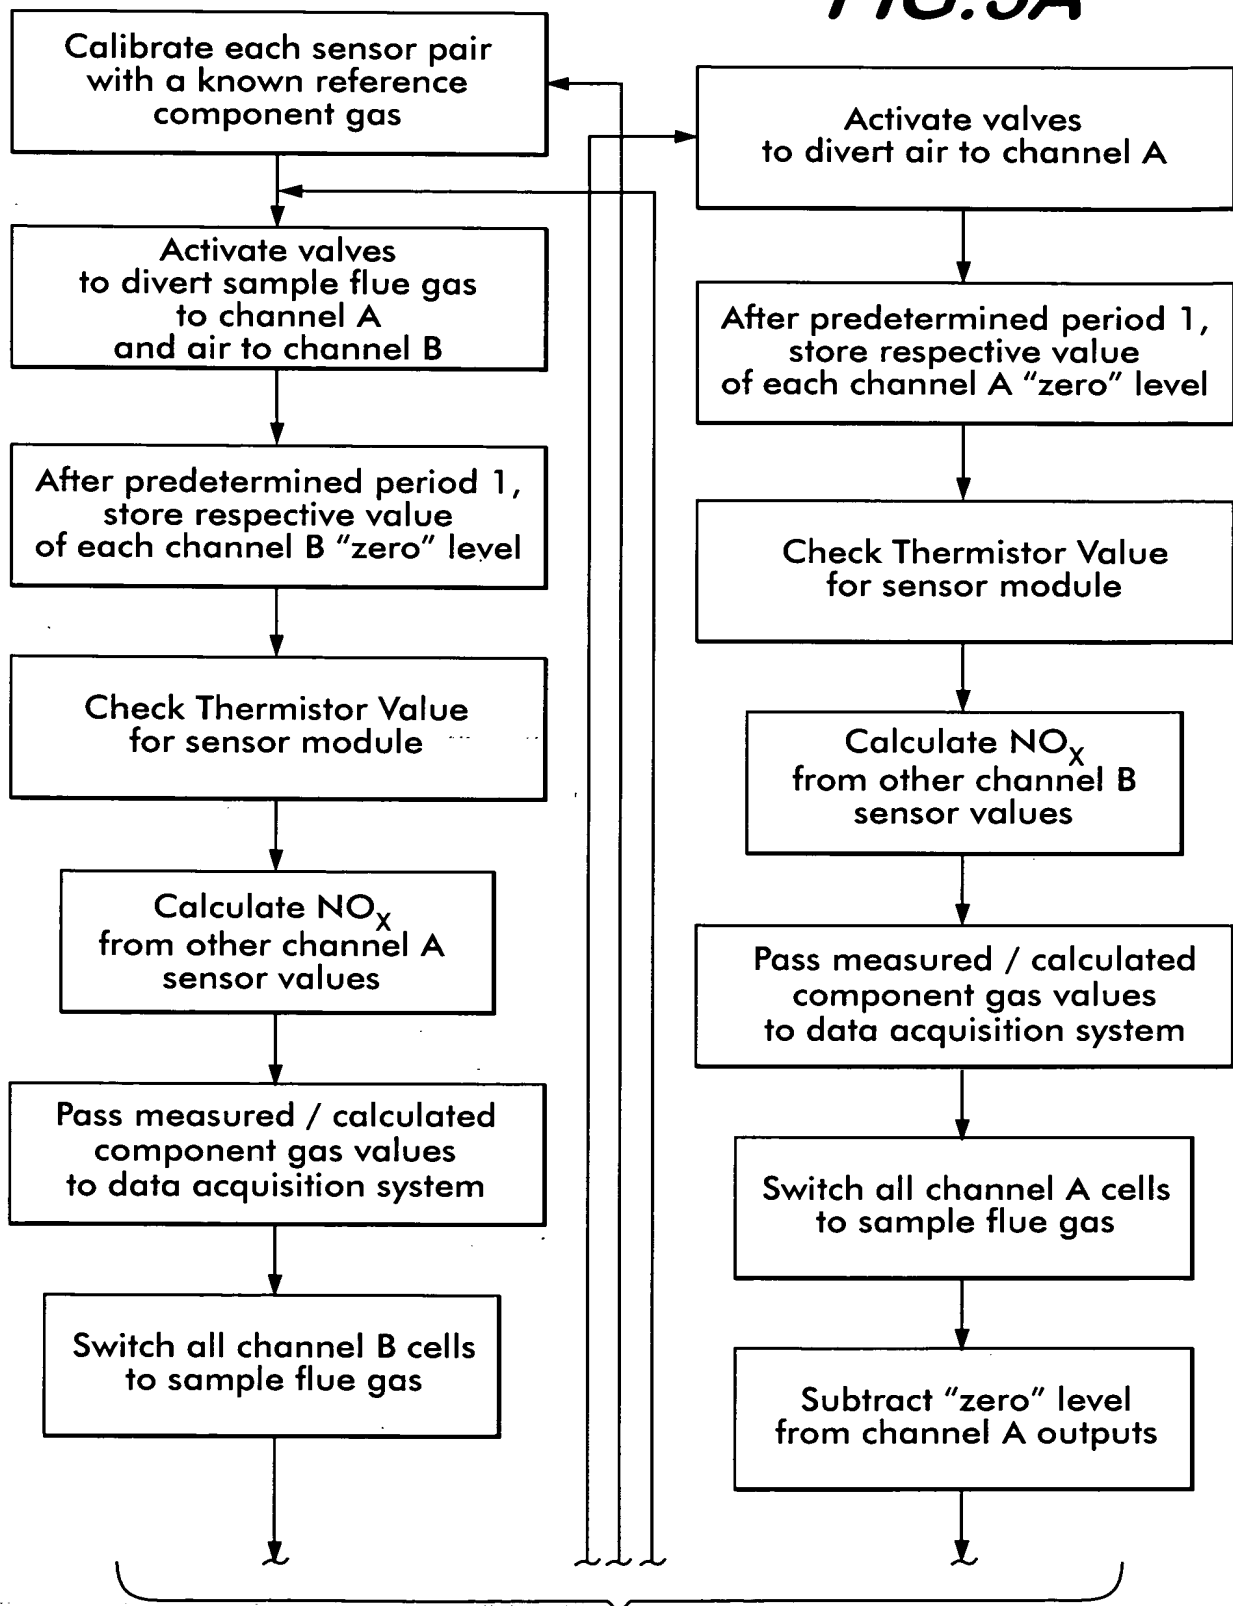 FIG.5A
Calibrate each sensor pair
with a known reference
component gas
Activate valves
to divert sample flue gas
to channel A
and air to channel B
After predetermined period 1,
store respective value
of each channel B “zero” level
Check Thermistor Value
for sensor module
Calculate NOX
from other channel A
sensor values
Pass measured / calculated
component gas values
to data acquisition system
Switch all channel B cells
to sample flue gas
Activate valves
to divert air to channel A
After predetermined period 1,
store respective value
of each channel A “zero” level
Check Thermistor Value
for sensor module
Calculate NOX
from other channel B
sensor values
Pass measured / calculated
component gas values
to data acquisition system
Switch all channel A cells
to sample flue gas
Subtract “zero” level
from channel A outputs